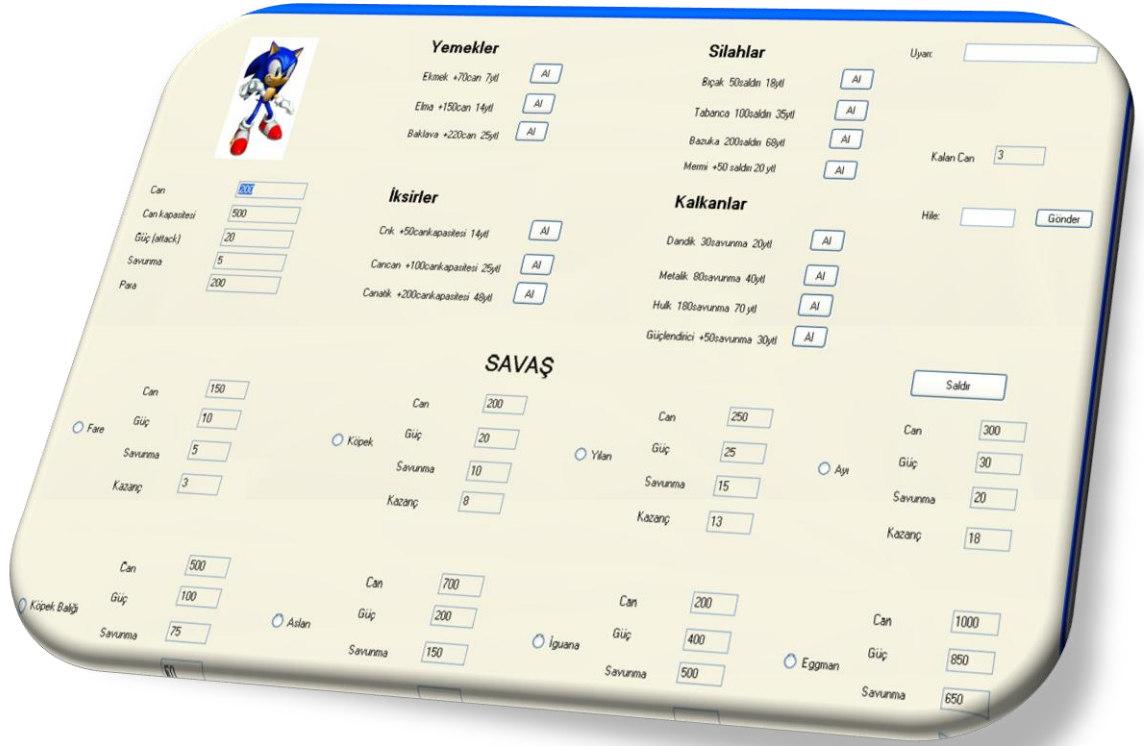 Yemekler
Ekmek +70can 7ytl Al
Elma +150can 14ytl Al
Baklava +220can 25ytl Al
Silahlar
Bıçak 50saldırı 18ytl Al
Tabanca 100saldırı 35ytl Al
Bazuka 200saldırı 68ytl Al
Mermi +50 saldırı 20 ytl Al
Uyarı:
Kalan Can 3
Hile: Gönder
Can 200
Can kapasitesi 500
Güç (attack) 20
Savunma 5
Para 200
İksirler
Cnk +50cankapasitesi 14ytl Al
Cancan +100cankapasitesi 25ytl Al
Canatik +200cankapasitesi 48ytl Al
Kalkanlar
Dandik 30savunma 20ytl Al
Metalik 80savunma 40ytl Al
Hulk 180savunma 70 ytl Al
Güçlendirici +50savunma 30ytl Al
SAVAŞ
Saldır
Fare
Can 150
Güç 10
Savunma 5
Kazanç 3
Köpek
Can 200
Güç 20
Savunma 10
Kazanç 8
Yılan
Can 250
Güç 25
Savunma 15
Kazanç 13
Ayı
Can 300
Güç 30
Savunma 20
Kazanç 18
Köpek Balığı
Can 500
Güç 100
Savunma 75
Aslan
Can 700
Güç 200
Savunma 150
İguana
Can 200
Güç 400
Savunma 500
Eggman
Can 1000
Güç 850
Savunma 650